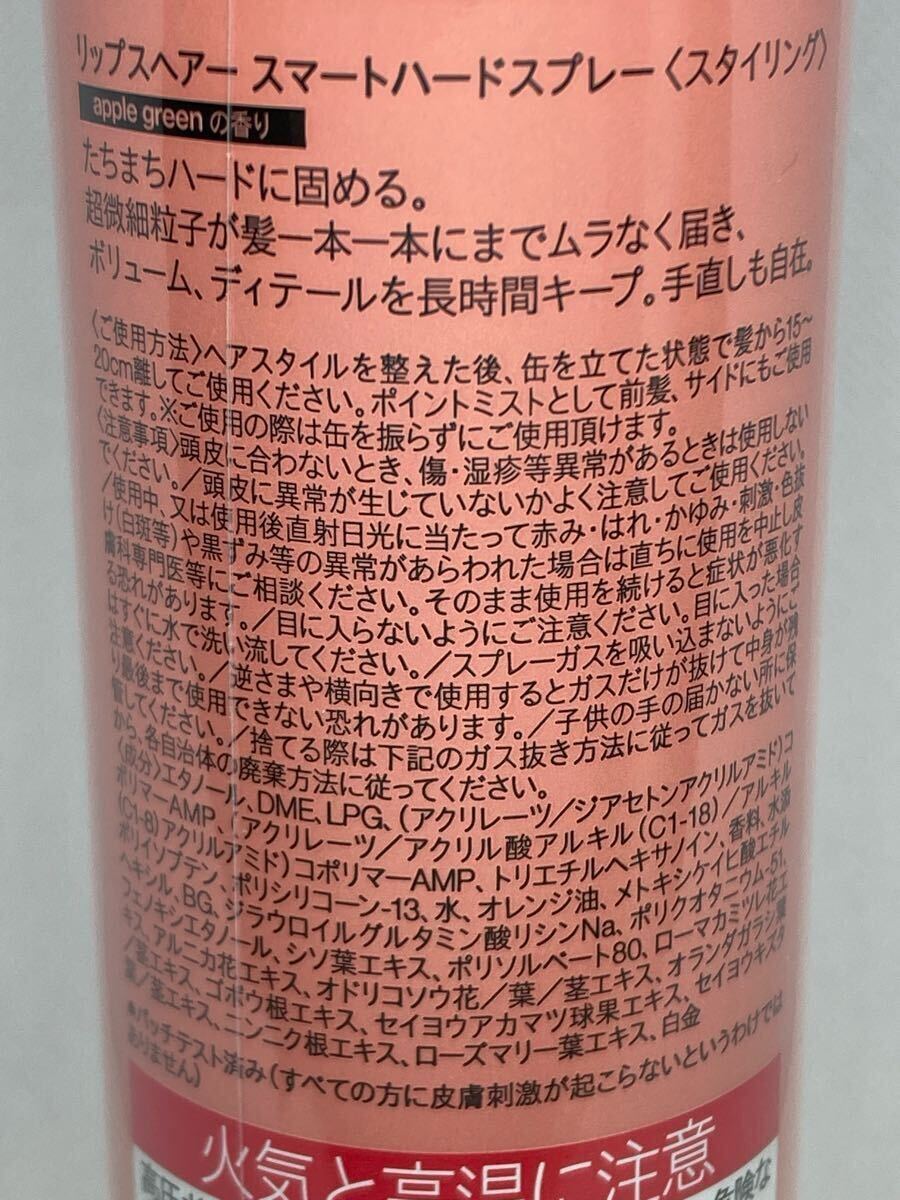 リップスヘアー スマートハードスプレー〈スタイリング〉
apple green の香り
たちまちハードに固める。
超微細粒子が髪一本一本にまでムラなく届き、
ボリューム、ディテールを長時間キープ。手直しも自在。
〈ご使用方法〉ヘアスタイルを整えた後、缶を立てた状態で髪から15〜
20cm離してご使用ください。ポイントミストとして前髪、サイドにもご使用
できます。※ご使用の際は缶を振らずにご使用頂けます。
〈注意事項〉頭皮に合わないとき、傷・湿疹等異常があるときは使用しない
でください。／頭皮に異常が生じていないかよく注意してご使用ください。
／使用中、又は使用後直射日光に当たって赤み・はれ・かゆみ・刺激・色抜
け(白斑等)や黒ずみ等の異常があらわれた場合は直ちに使用を中止し皮
膚科専門医等にご相談ください。そのまま使用を続けると症状が悪化す
る恐れがあります。／目に入らないようにご注意ください。目に入った場合
はすぐに水で洗い流してください。／スプレーガスを吸い込まないようにご
注意ください。／逆さまや横向きで使用するとガスだけが抜けて中身が残
り最後まで使用できない恐れがあります。／子供の手の届かない所に保
管してください。／捨てる際は下記のガス抜き方法に従ってガスを抜いて
から、各自治体の廃棄方法に従ってください。
〈成分〉エタノール、DME、LPG、(アクリレーツ／ジアセトンアクリルアミド)コ
ポリマーAMP、(アクリレーツ／アクリル酸アルキル(C1-18)／アルキル
(C1-8)アクリルアミド)コポリマーAMP、トリエチルヘキサノイン、香料、水添
ポリイソブテン、ポリシリコーン-13、水、オレンジ油、メトキシケイヒ酸エチル
ヘキシル、BG、ジラウロイルグルタミン酸リシンNa、ポリクオタニウム-51、
フェノキシエタノール、シソ葉エキス、ポリソルベート80、ローマカミツレ花エ
キス、アルニカ花エキス、オドリコソウ花／葉／茎エキス、オランダガラシ葉
／茎エキス、ゴボウ根エキス、セイヨウアカマツ球果エキス、セイヨウキズタ
葉／茎エキス、ニンニク根エキス、ローズマリー葉エキス、白金
※パッチテスト済み(すべての方に皮膚刺激が起こらないというわけでは
ありません)
火気と高温に注意